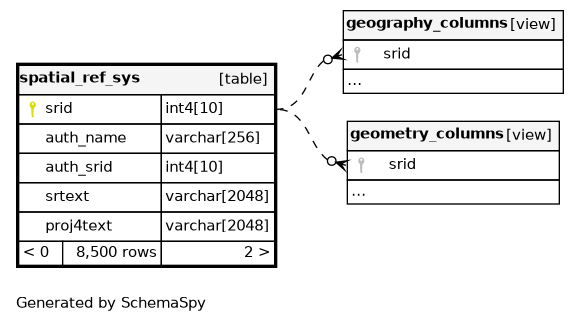 geography_columns [view]
srid
...
spatial_ref_sys [table]
srid int4[10]
auth_name varchar[256]
auth_srid int4[10]
srtext varchar[2048]
proj4text varchar[2048]
< 0 8,500 rows 2 >
geometry_columns [view]
srid
...
Generated by SchemaSpy